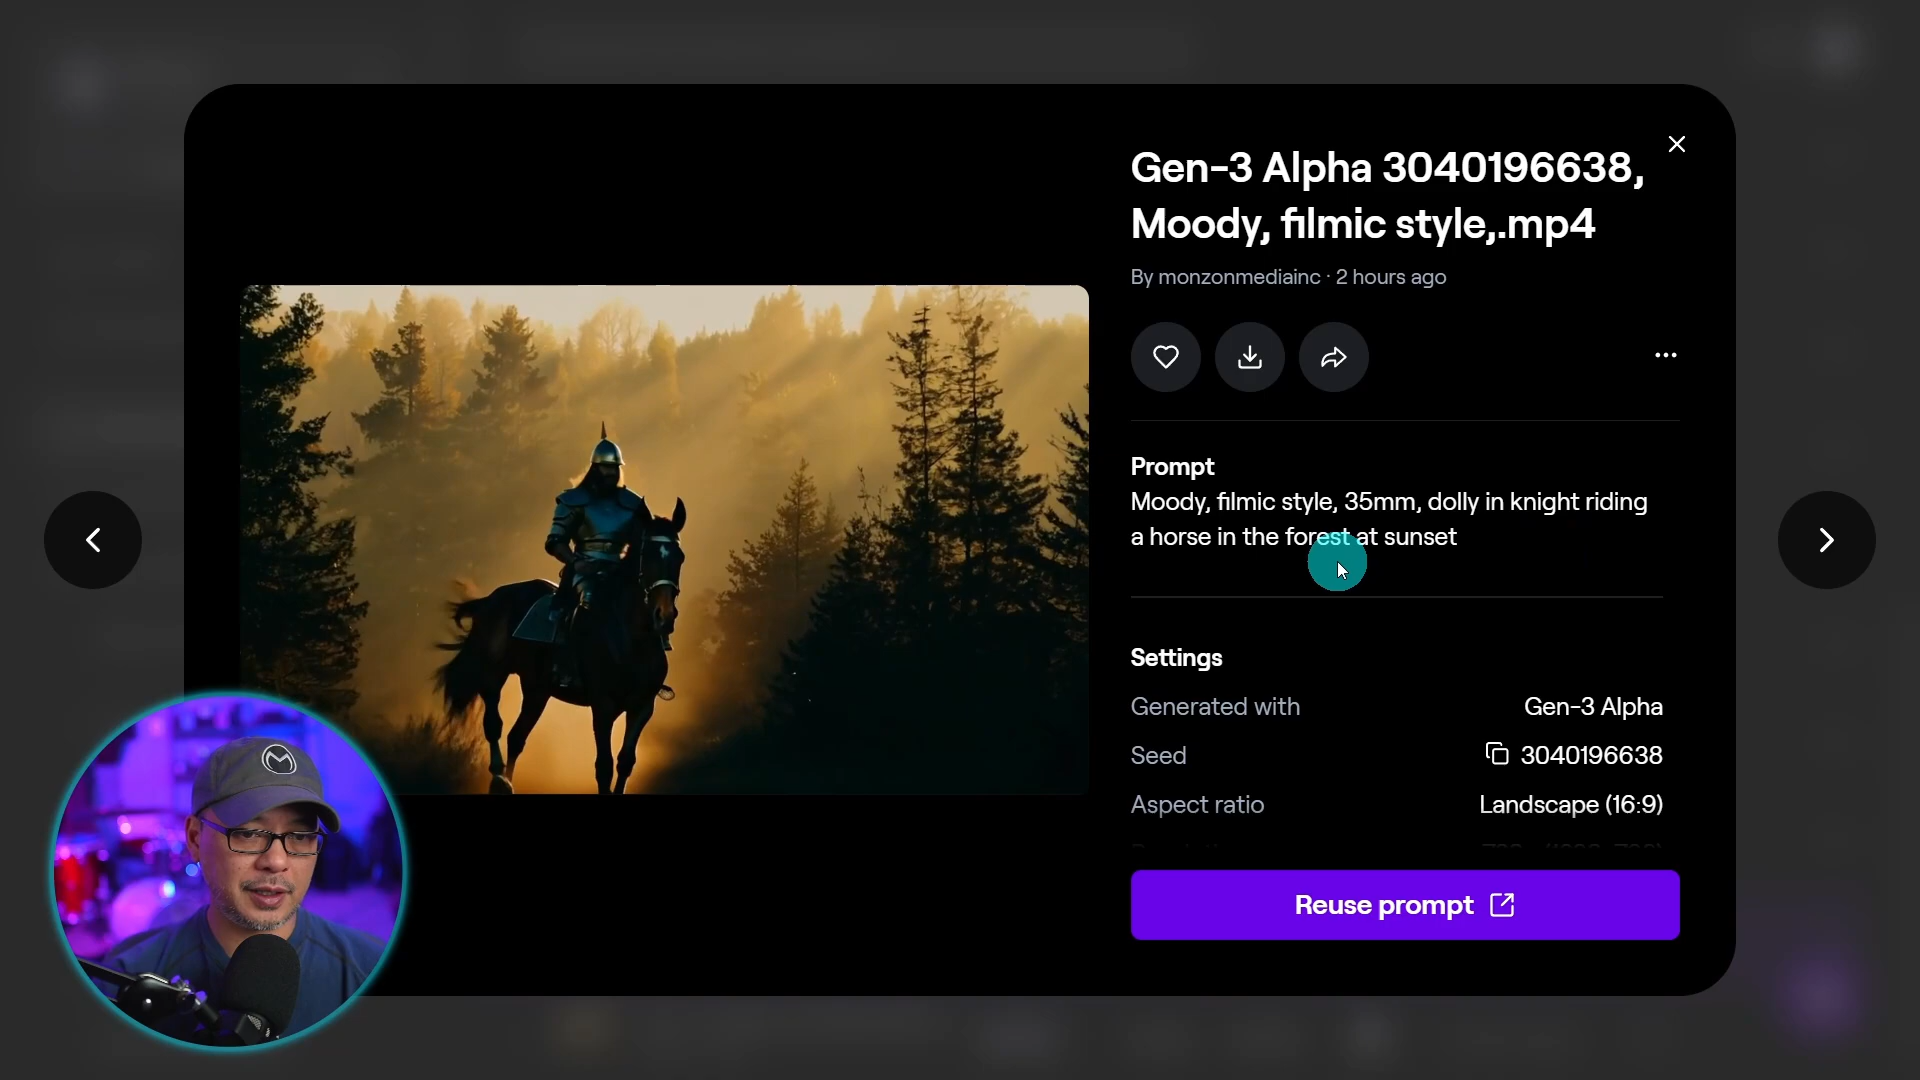 Gen-3 Alpha 3040196638,
Moody, filmic style,.mp4
By monzonmediainc · 2 hours ago
Prompt
Moody, filmic style, 35mm, dolly in knight riding
a horse in the forest at sunset
Settings
Generated with Gen-3 Alpha
Seed 3040196638
Aspect ratio Landscape (16:9)
Reuse prompt